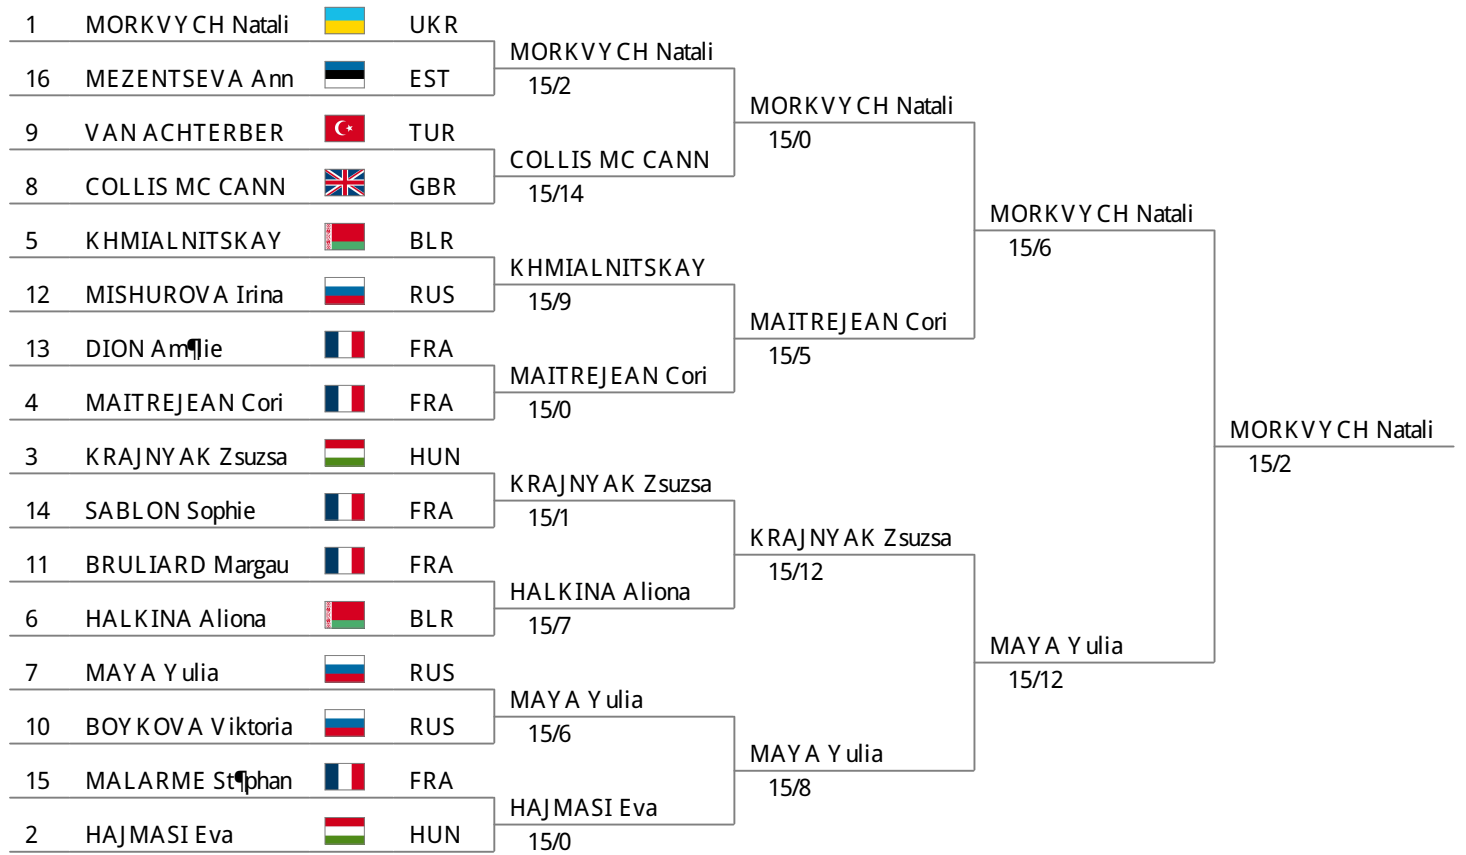 1 MORKVYCH Natali UKR
16 MEZENTSEVA Ann EST
9 VAN ACHTERBER TUR
8 COLLIS MC CANN GBR
5 KHMIALNITSKAY BLR
12 MISHUROVA Irina RUS
13 DION Am¶lie FRA
4 MAITREJEAN Cori FRA
3 KRAJNYAK Zsuzsa HUN
14 SABLON Sophie FRA
11 BRULIARD Margau FRA
6 HALKINA Aliona BLR
7 MAYA Yulia RUS
10 BOYKOVA Viktoria RUS
15 MALARME St¶phan FRA
2 HAJMASI Eva HUN
MORKVYCH Natali
15/2
COLLIS MC CANN
15/14
KHMIALNITSKAY
15/9
MAITREJEAN Cori
15/0
KRAJNYAK Zsuzsa
15/1
HALKINA Aliona
15/7
MAYA Yulia
15/6
HAJMASI Eva
15/0
MORKVYCH Natali
15/0
MAITREJEAN Cori
15/5
KRAJNYAK Zsuzsa
15/12
MAYA Yulia
15/8
MORKVYCH Natali
15/6
MAYA Yulia
15/12
MORKVYCH Natali
15/2